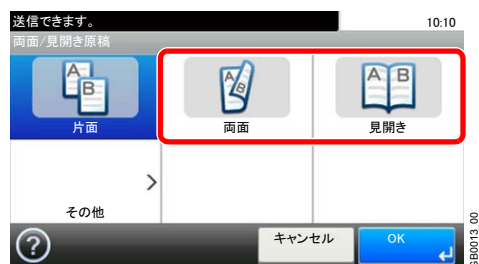 送信できます。 10:10
両面/見開き原稿
A B A B A B
片面 両面 見開き
その他
? キャンセル OK